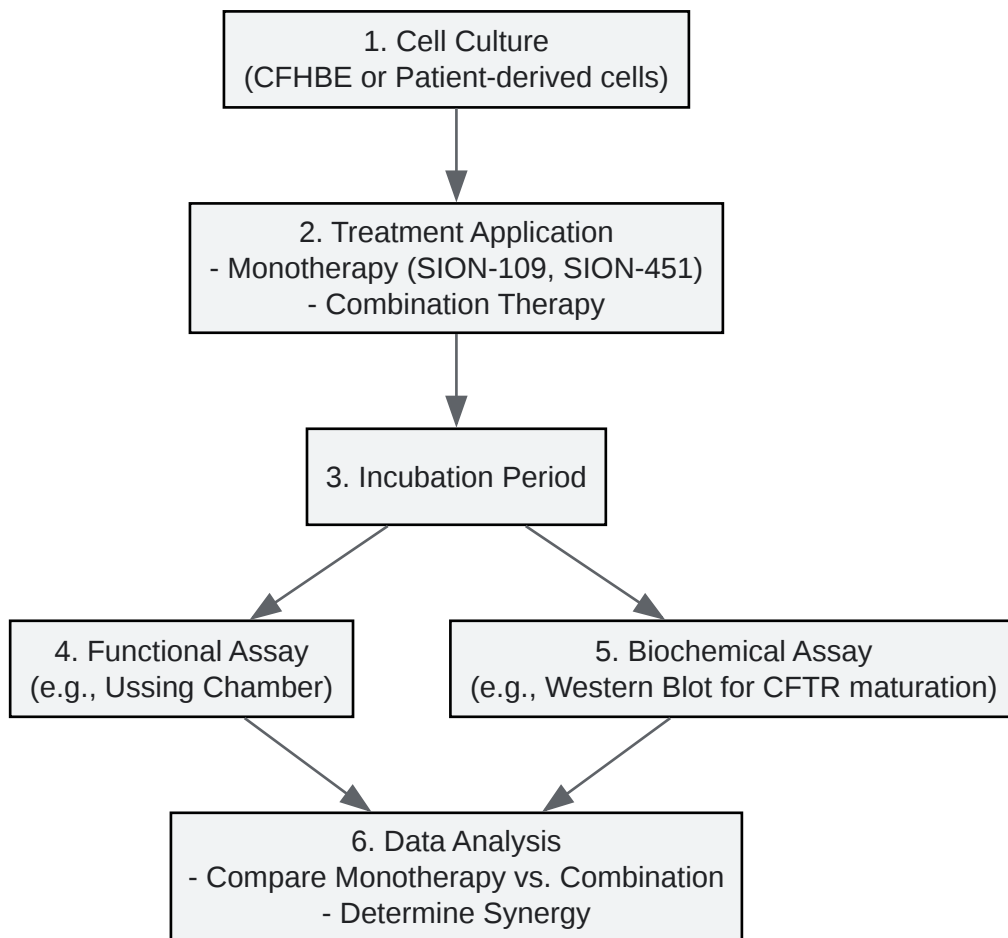 1. Cell Culture
(CFHBE or Patient-derived cells)
2. Treatment Application
- Monotherapy (SION-109, SION-451)
- Combination Therapy
3. Incubation Period
4. Functional Assay
(e.g., Ussing Chamber)
5. Biochemical Assay
(e.g., Western Blot for CFTR maturation)
6. Data Analysis
- Compare Monotherapy vs. Combination
- Determine Synergy